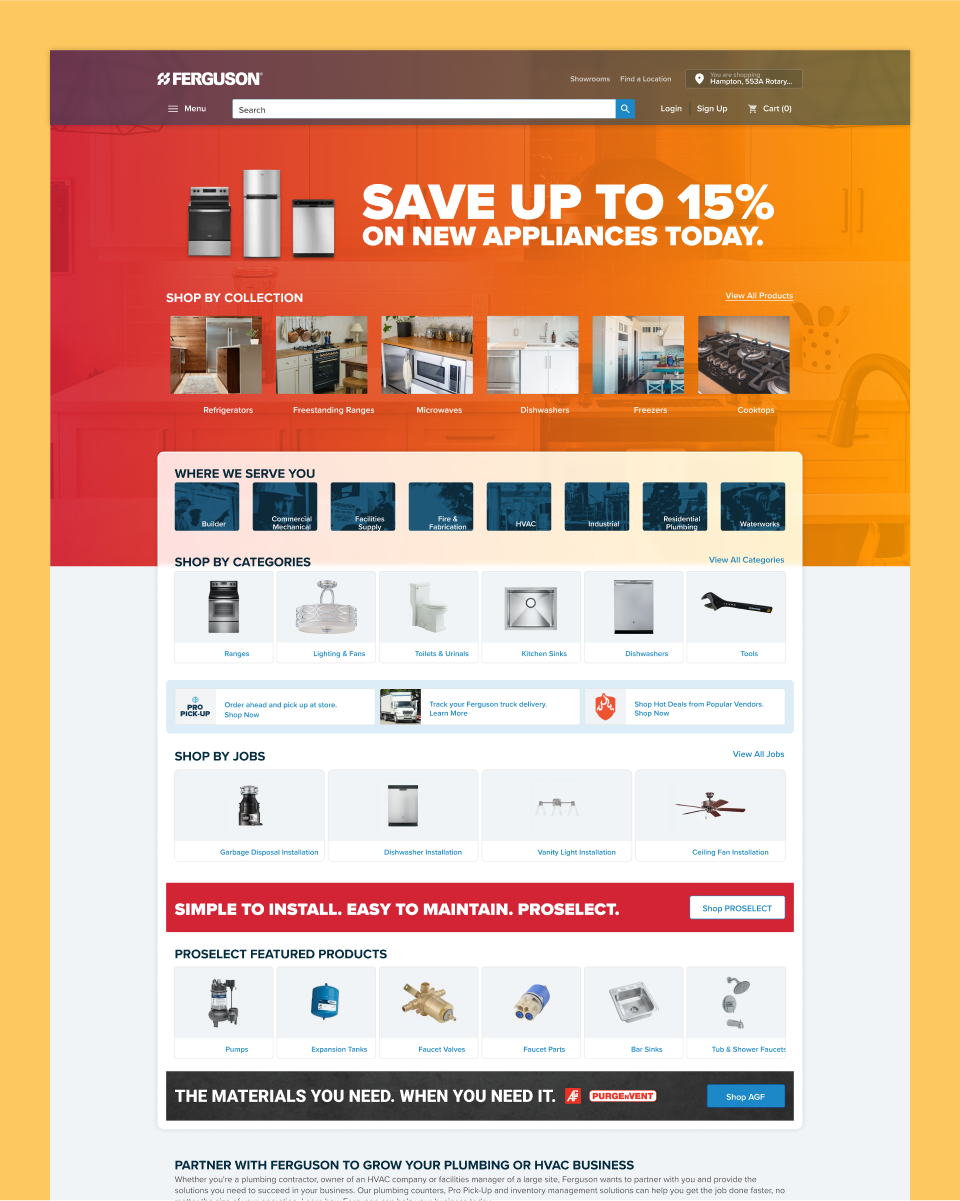 FERGUSON
Showrooms
Find a Location
You are shopping
Hampton, 553A Rotary...
Menu
Search
Login
Sign Up
Cart (0)
SAVE UP TO 15%
ON NEW APPLIANCES TODAY.
SHOP BY COLLECTION
View All Products
Refrigerators
Freestanding Ranges
Microwaves
Dishwashers
Freezers
Cooktops
WHERE WE SERVE YOU
Builder
Commercial
Mechanical
Facilities
Supply
Fire &
Fabrication
HVAC
Industrial
Residential
Plumbing
Waterworks
SHOP BY CATEGORIES
View All Categories
Ranges
Lighting & Fans
Toilets & Urinals
Kitchen Sinks
Dishwashers
Tools
PRO
PICK-UP
Order ahead and pick up at store.
Shop Now
Track your Ferguson truck delivery.
Learn More
Shop Hot Deals from Popular Vendors.
Shop Now
SHOP BY JOBS
View All Jobs
Garbage Disposal Installation
Dishwasher Installation
Vanity Light Installation
Ceiling Fan Installation
SIMPLE TO INSTALL. EASY TO MAINTAIN. PROSELECT.
Shop PROSELECT
PROSELECT FEATURED PRODUCTS
Pumps
Expansion Tanks
Faucet Valves
Faucet Parts
Bar Sinks
Tub & Shower Faucets
THE MATERIALS YOU NEED. WHEN YOU NEED IT.
PURGENVENT
Shop AGF
PARTNER WITH FERGUSON TO GROW YOUR PLUMBING OR HVAC BUSINESS
Whether you're a plumbing contractor, owner of an HVAC company or facilities manager of a large site, Ferguson wants to partner with you and provide the
solutions you need to succeed in your business. Our plumbing counters, Pro Pick-Up and inventory management solutions can help you get the job done faster, no